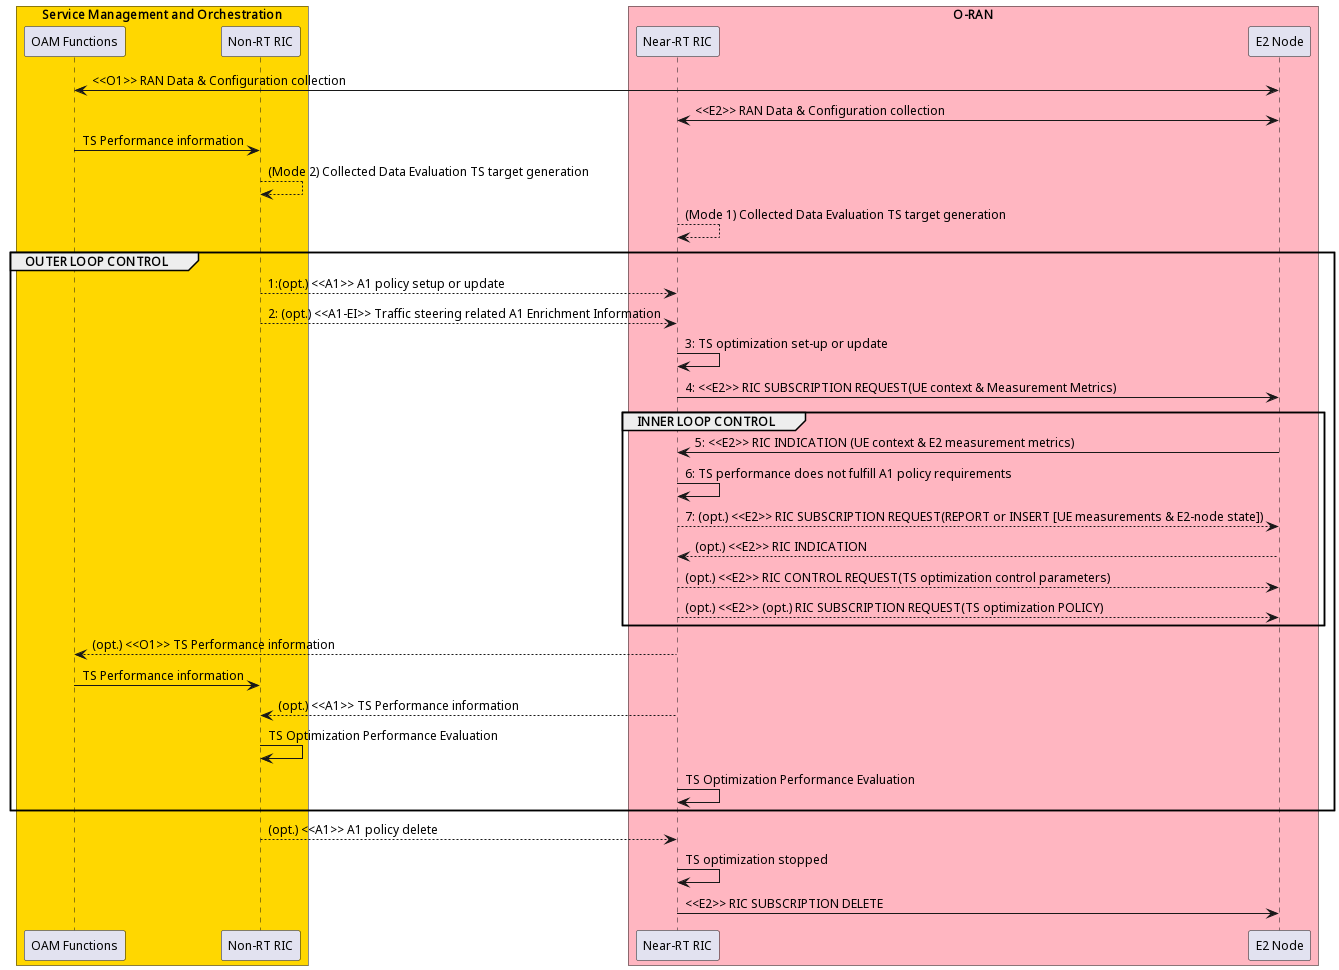 Service Management and Orchestration
O-RAN
OAM Functions
Non-RT RIC
Near-RT RIC
E2 Node
<<O1>> RAN Data & Configuration collection
<<E2>> RAN Data & Configuration collection
TS Performance information
(Mode 2) Collected Data Evaluation TS target generation
(Mode 1) Collected Data Evaluation TS target generation
OUTER LOOP CONTROL
1:(opt.) <<A1>> A1 policy setup or update
2: (opt.) <<A1-EI>> Traffic steering related A1 Enrichment Information
3: TS optimization set-up or update
4: <<E2>> RIC SUBSCRIPTION REQUEST(UE context & Measurement Metrics)
INNER LOOP CONTROL
5: <<E2>> RIC INDICATION (UE context & E2 measurement metrics)
6: TS performance does not fulfill A1 policy requirements
7: (opt.) <<E2>> RIC SUBSCRIPTION REQUEST(REPORT or INSERT [UE measurements & E2-node state])
(opt.) <<E2>> RIC INDICATION
(opt.) <<E2>> RIC CONTROL REQUEST(TS optimization control parameters)
(opt.) <<E2>> (opt.) RIC SUBSCRIPTION REQUEST(TS optimization POLICY)
(opt.) <<O1>> TS Performance information
TS Performance information
(opt.) <<A1>> TS Performance information
TS Optimization Performance Evaluation
TS Optimization Performance Evaluation
(opt.) <<A1>> A1 policy delete
TS optimization stopped
<<E2>> RIC SUBSCRIPTION DELETE
OAM Functions
Non-RT RIC
Near-RT RIC
E2 Node